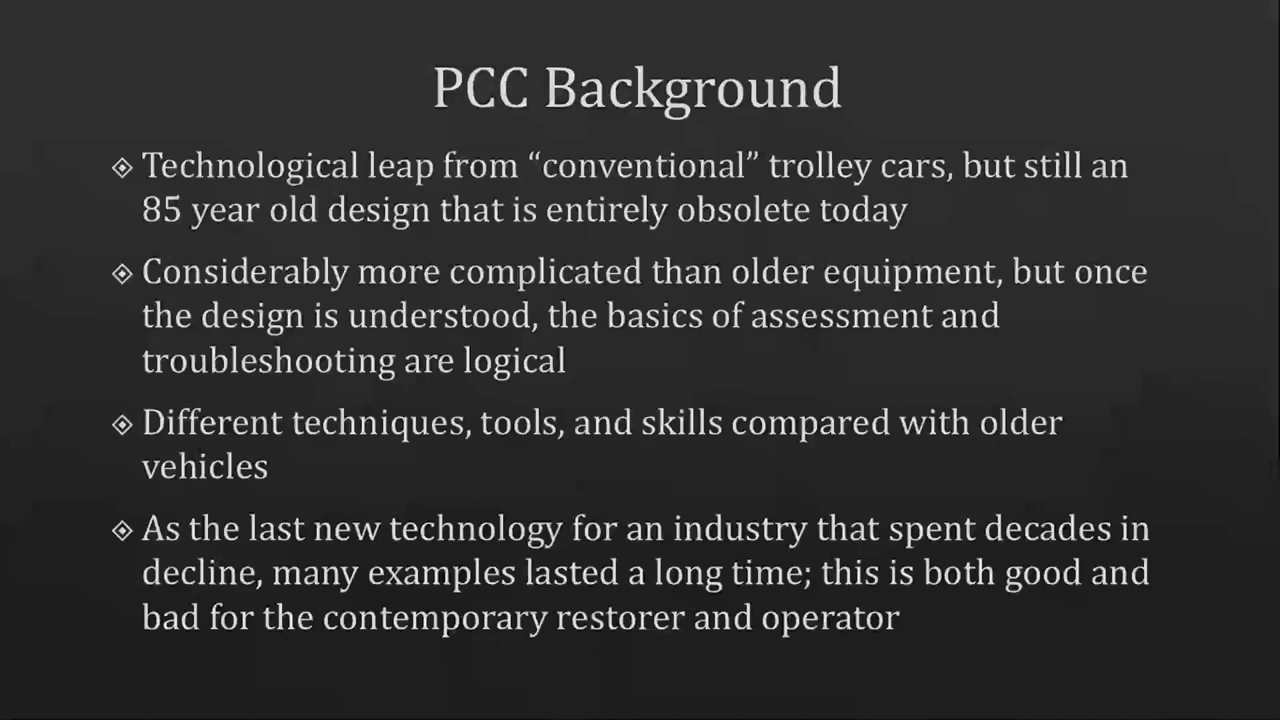 PCC Background
Technological leap from “conventional” trolley cars, but still an
85 year old design that is entirely obsolete today
Considerably more complicated than older equipment, but once
the design is understood, the basics of assessment and
troubleshooting are logical
Different techniques, tools, and skills compared with older
vehicles
As the last new technology for an industry that spent decades in
decline, many examples lasted a long time; this is both good and
bad for the contemporary restorer and operator